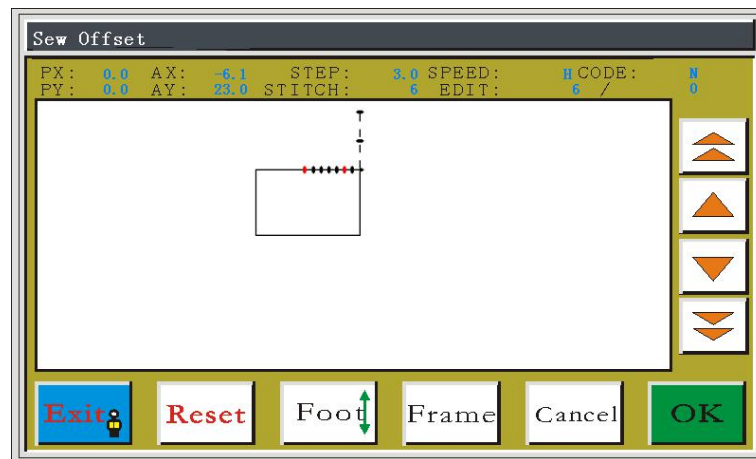 Sew Offset
PX: 0.0 AX: -6.1 STEP: 3.0 SPEED: H CODE: N
PY: 0.0 AY: 23.0 STITCH: 6 EDIT: 6 / 0
Exit Reset Foot Frame Cancel OK